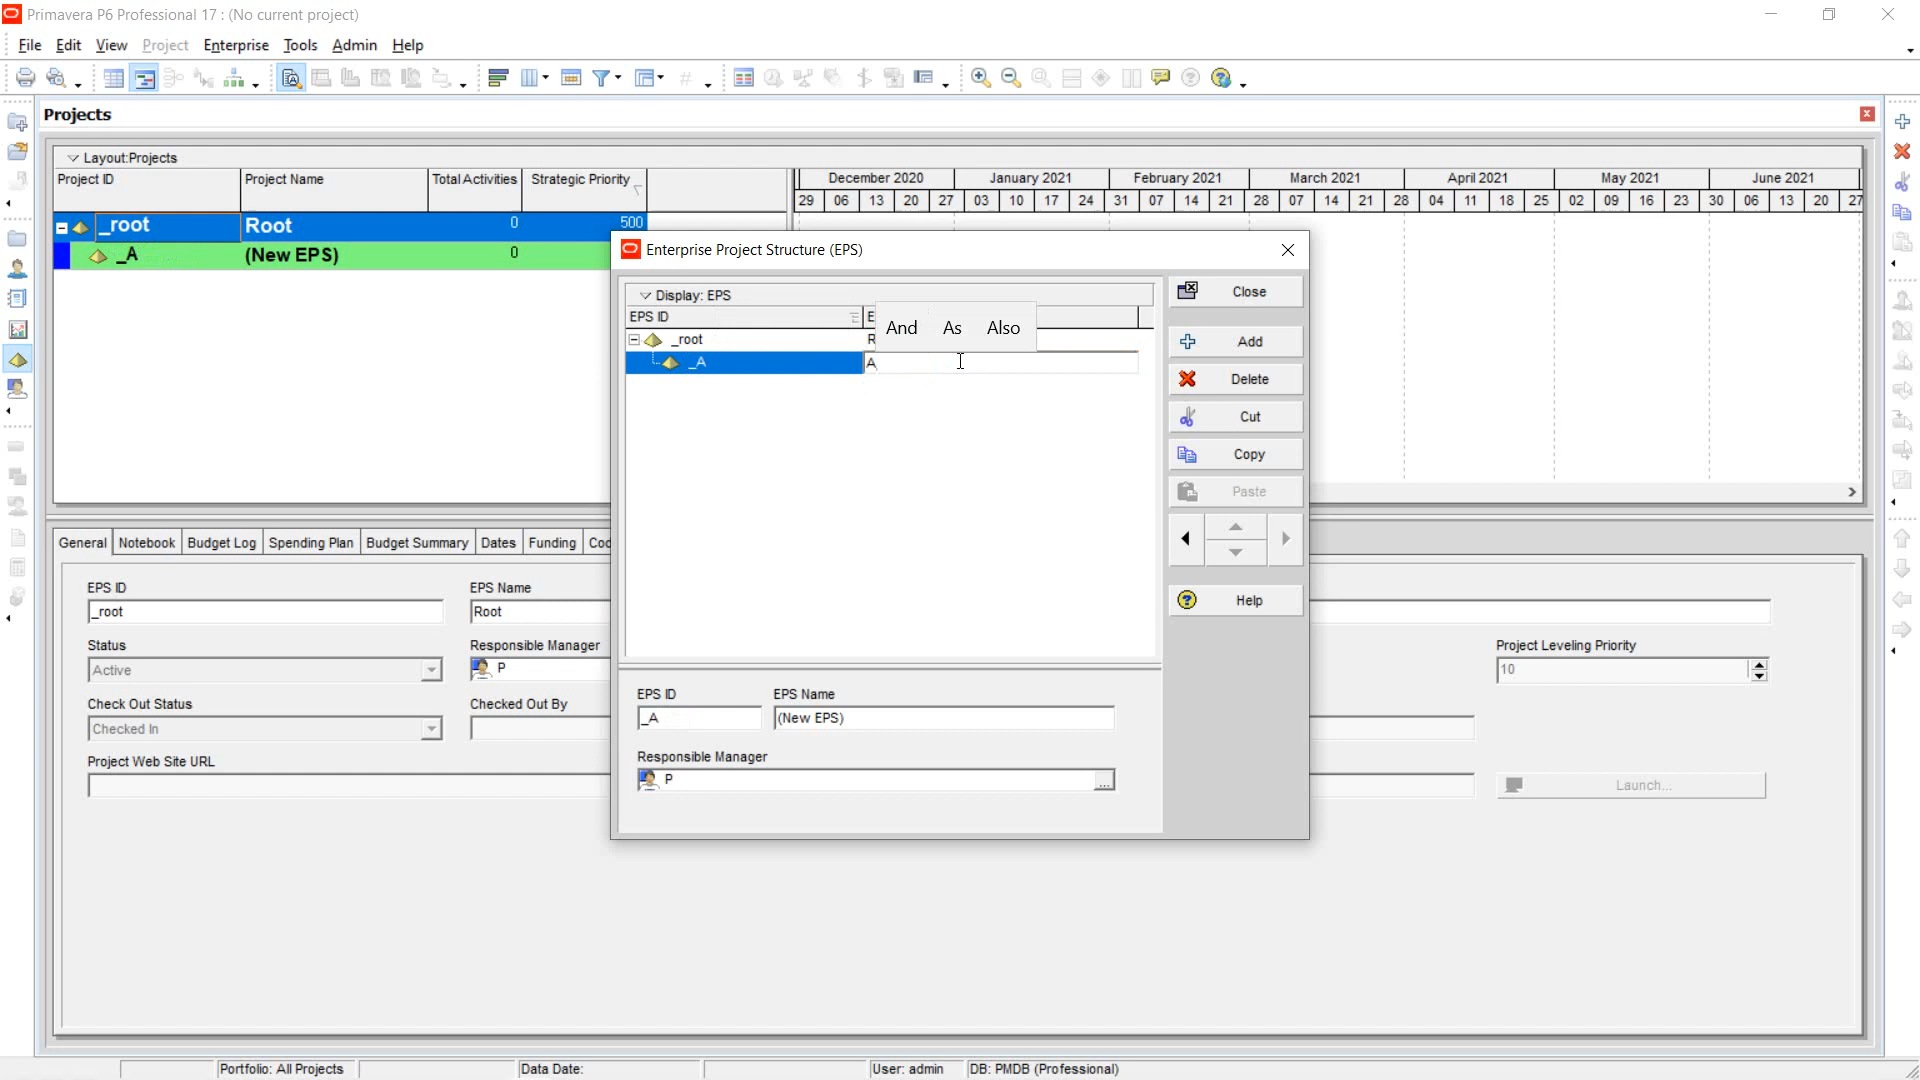 Primavera P6 Professional 17 : (No current project)
File Edit View Project Enterprise Tools Admin Help
Projects
Layout:Projects
Project ID Project Name Total Activities Strategic Priority
December 2020 January 2021 February 2021 March 2021 April 2021 May 2021 June 2021
29 06 13 20 27 03 10 17 24 31 07 14 21 28 07 14 21 28 04 11 18 25 02 09 16 23 30 06 13 20 27
_root Root 0 500
_A (New EPS) 0
Enterprise Project Structure (EPS)
Display: EPS
EPS ID E
And As Also
_root R
_A A
Close
Add
Delete
Cut
Copy
Paste
Help
EPS ID EPS Name
_A (New EPS)
Responsible Manager
P
...
General Notebook Budget Log Spending Plan Budget Summary Dates Funding Coc
EPS ID EPS Name
_root Root
Status Responsible Manager Project Leveling Priority
Active P 10
Check Out Status Checked Out By
Checked In
Project Web Site URL
Launch...
Portfolio: All Projects Data Date: User: admin DB: PMDB (Professional)